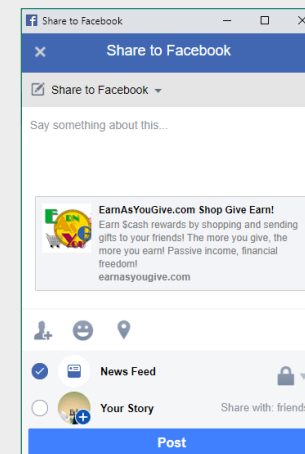 Share to Facebook
Share to Facebook
Share to Facebook
Say something about this...
EarnAsYouGive.com Shop Give Earn!
Earn $cash rewards by shopping and sending
gifts to your friends! The more you give, the
more you earn! Passive income, financial
freedom!
earnasyougive.com
News Feed
Your Story
Share with: friends
Post